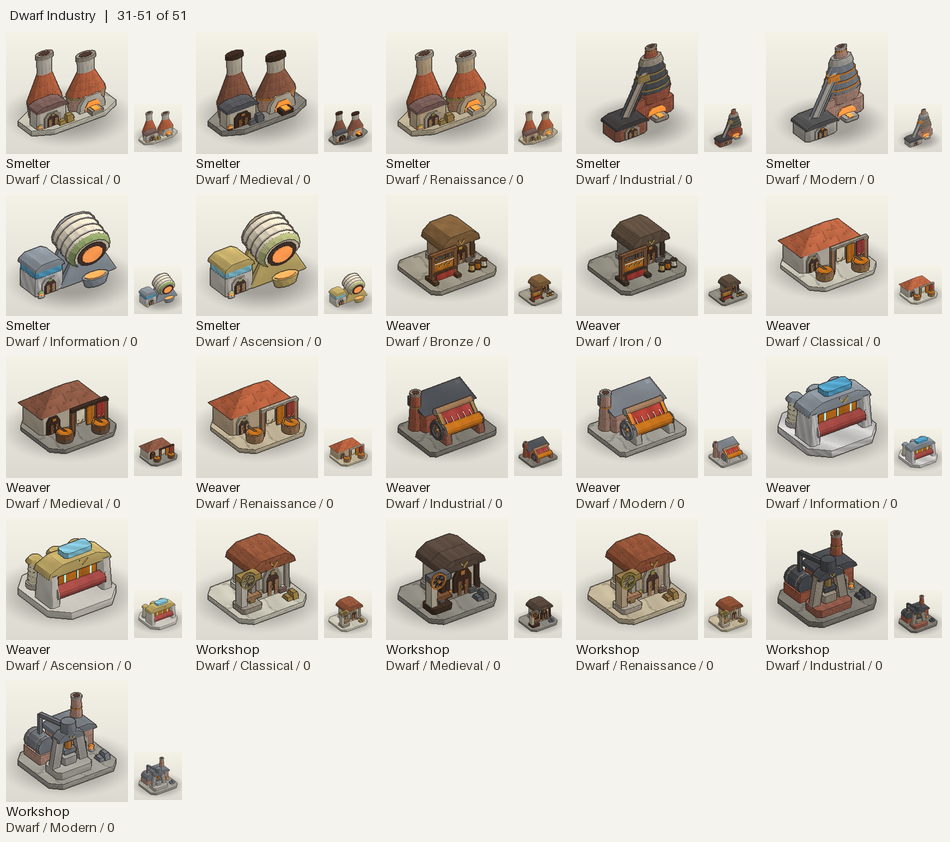 Dwarf Industry | 31-51 of 51
Smelter
Dwarf / Classical / 0
Smelter
Dwarf / Medieval / 0
Smelter
Dwarf / Renaissance / 0
Smelter
Dwarf / Industrial / 0
Smelter
Dwarf / Modern / 0
Smelter
Dwarf / Information / 0
Smelter
Dwarf / Ascension / 0
Weaver
Dwarf / Bronze / 0
Weaver
Dwarf / Iron / 0
Weaver
Dwarf / Classical / 0
Weaver
Dwarf / Medieval / 0
Weaver
Dwarf / Renaissance / 0
Weaver
Dwarf / Industrial / 0
Weaver
Dwarf / Modern / 0
Weaver
Dwarf / Information / 0
Weaver
Dwarf / Ascension / 0
Workshop
Dwarf / Classical / 0
Workshop
Dwarf / Medieval / 0
Workshop
Dwarf / Renaissance / 0
Workshop
Dwarf / Industrial / 0
Workshop
Dwarf / Modern / 0